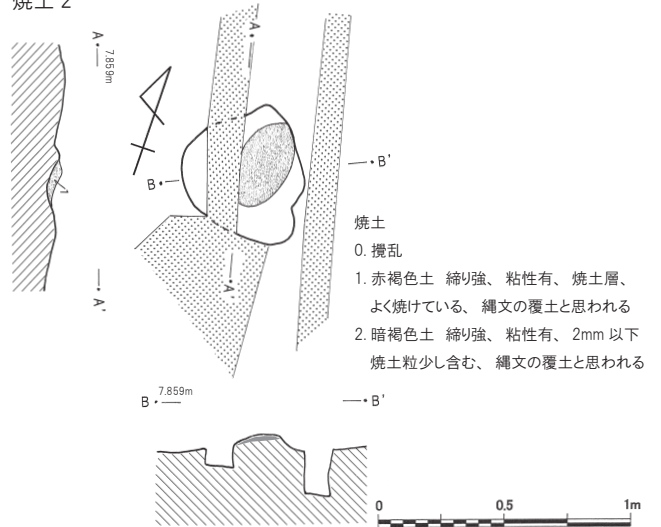 焼土 2
A
7.859m
A
B
B'
1
A'
A'
焼土
0. 攪乱
1. 赤褐色土 締り強、 粘性有、 焼土層、
よく焼けている、 縄文の覆土と思われる
2. 暗褐色土 締り強、 粘性有、 2mm 以下
焼土粒少し含む、 縄文の覆土と思われる
B 7.859m
B'
0 0.5 1m